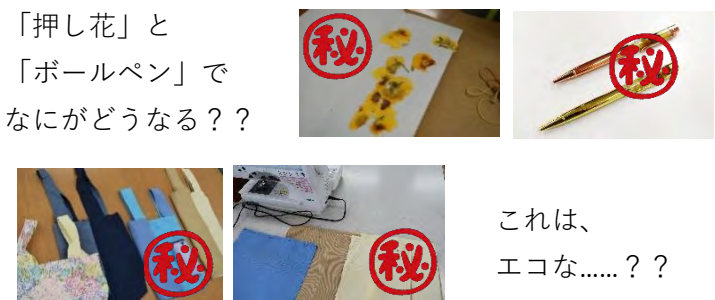 「押し花」と
「ボールペン」で
なにがどうなる？？
㊙
㊙
㊙
㊙
これは、
エコな……？？